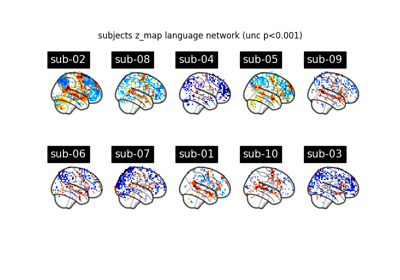 subjects z_map language network (unc p<0.001)
sub-02 sub-08 sub-04 sub-05 sub-09
sub-06 sub-07 sub-01 sub-10 sub-03